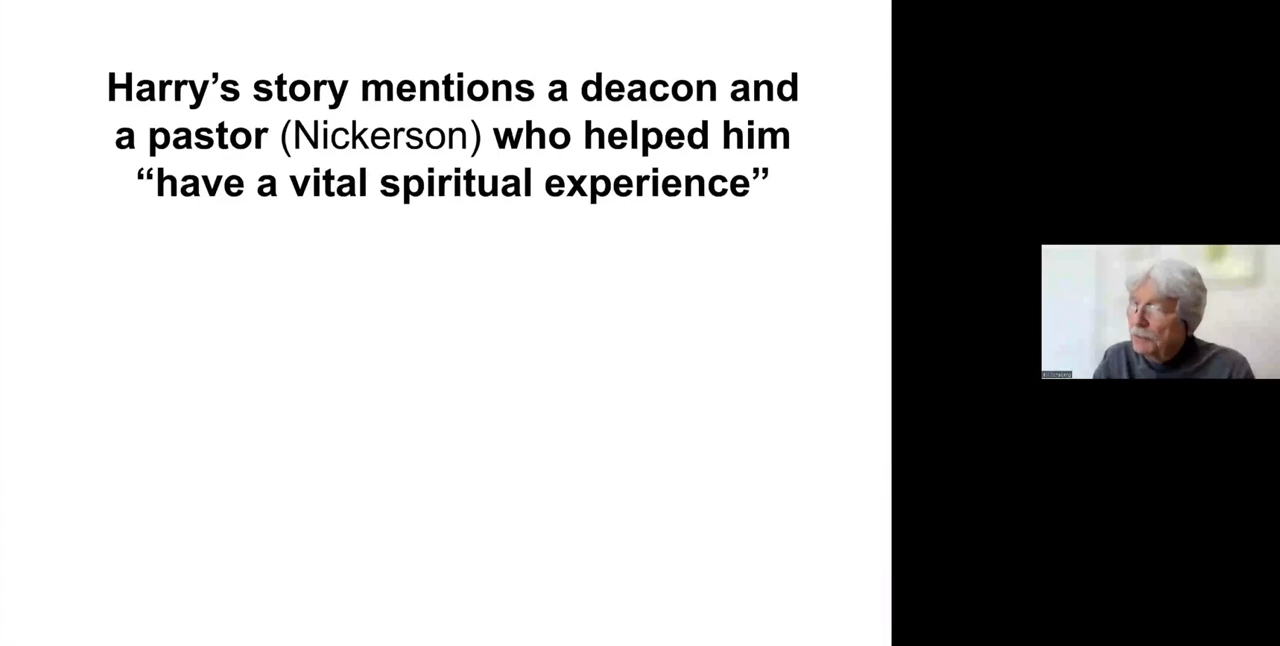 Harry’s story mentions a deacon and
a pastor (Nickerson) who helped him
“have a vital spiritual experience”